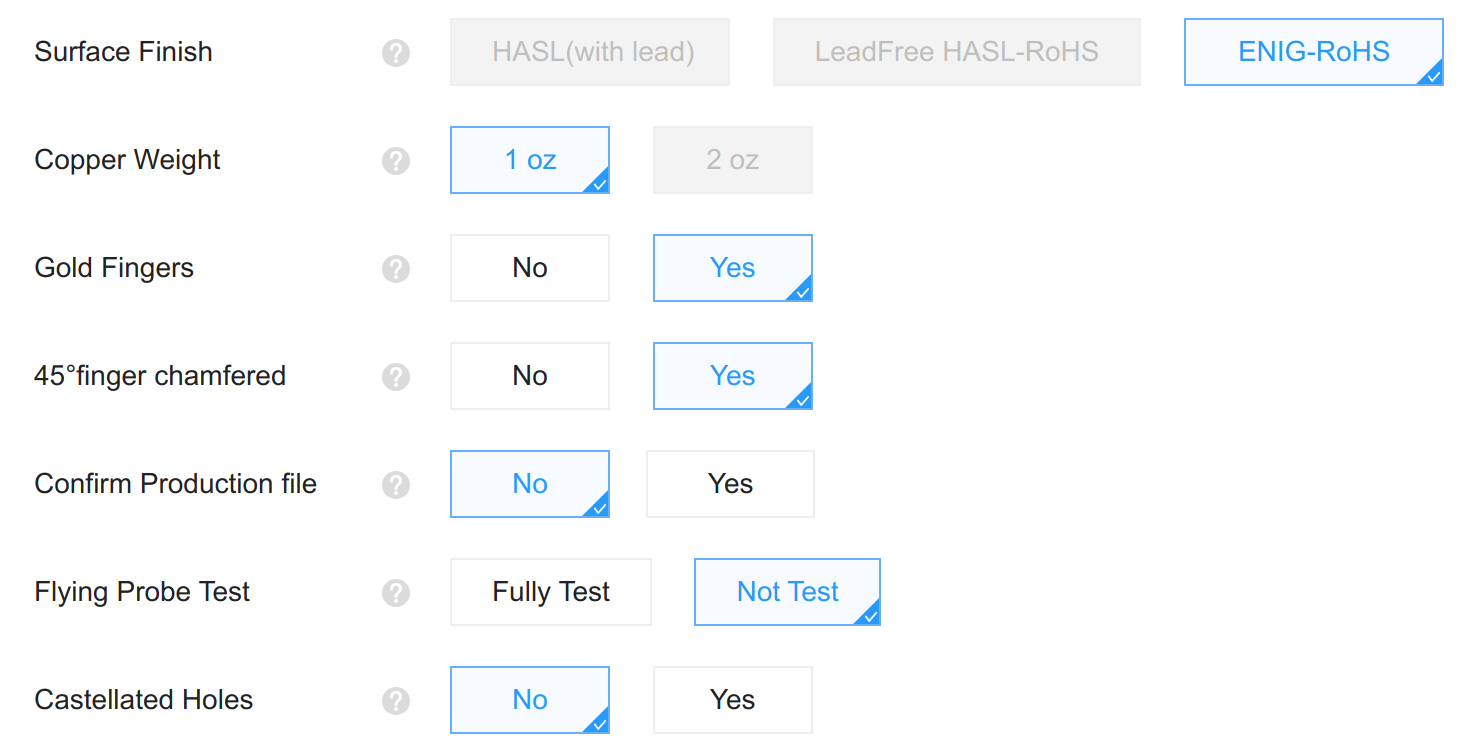 Surface Finish ? HASL(with lead) LeadFree HASL-RoHS ENIG-RoHS
Copper Weight ? 1 oz 2 oz
Gold Fingers ? No Yes
45°finger chamfered ? No Yes
Confirm Production file ? No Yes
Flying Probe Test ? Fully Test Not Test
Castellated Holes ? No Yes